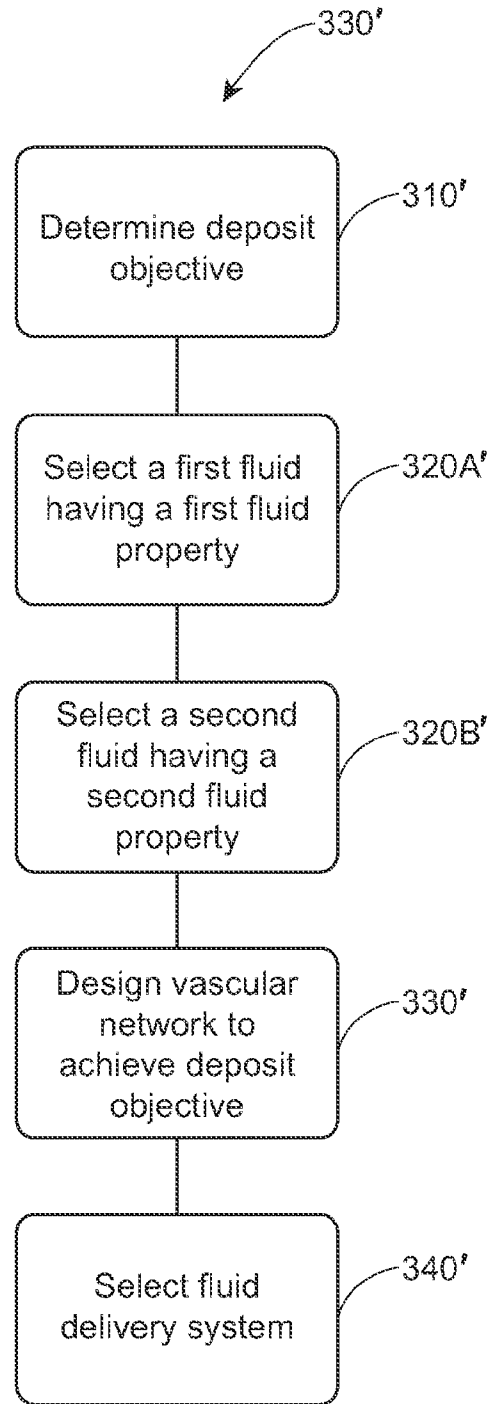 330'
Determine deposit
objective
310'
Select a first fluid
having a first fluid
property
320A'
Select a second
fluid having a
second fluid
property
320B'
Design vascular
network to
achieve deposit
objective
330'
Select fluid
delivery system
340'